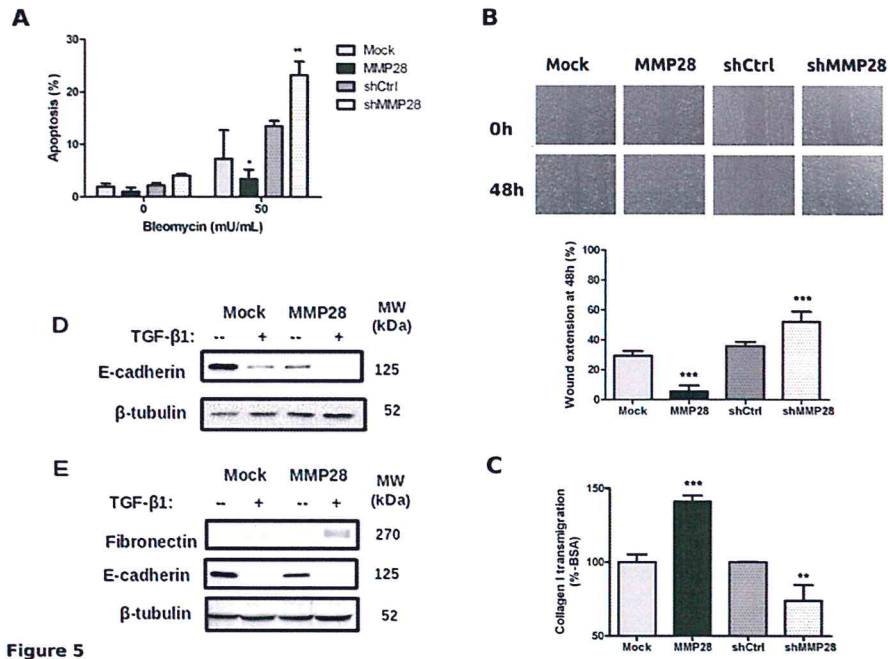 A
30
20
10
0
Apoptosis (%)
0
50
Bleomycin (mU/mL)
**
*
Mock
MMP28
shCtrl
shMMP28
B
Mock MMP28 shCtrl shMMP28
0h
48h
100
80
60
40
20
0
Wound extension at 48h (%)
***
***
Mock MMP28 shCtrl shMMP28
D
Mock MMP28 MW
(kDa)
TGF-β1: -- + -- +
E-cadherin 125
β-tubulin 52
E
Mock MMP28 MW
(kDa)
TGF-β1: -- + -- +
Fibronectin 270
E-cadherin 125
β-tubulin 52
C
150
100
50
Collagen I transmigration
(%-BSA)
***
**
Mock MMP28 shCtrl shMMP28
Figure 5